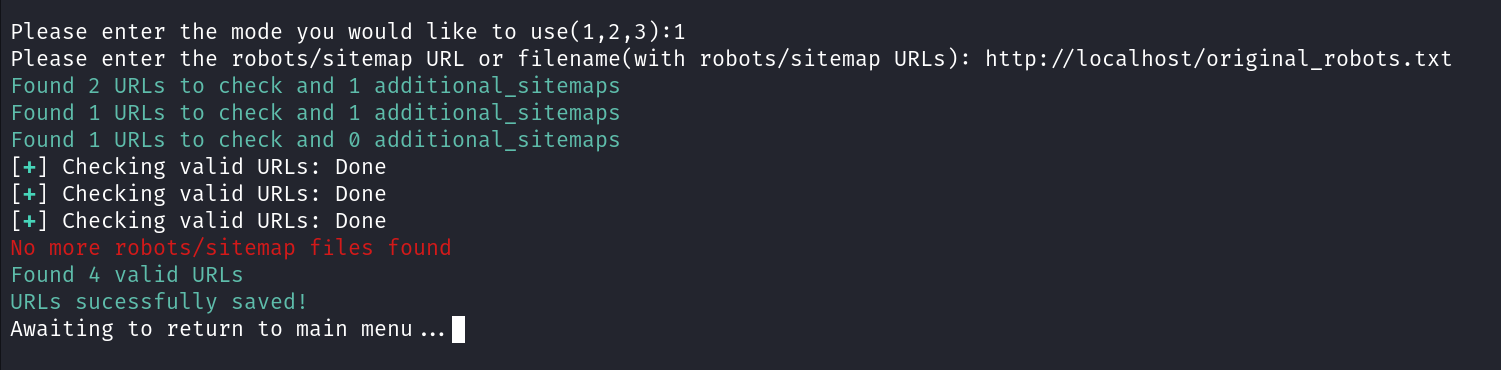 Please enter the mode you would like to use(1,2,3):1
Please enter the robots/sitemap URL or filename(with robots/sitemap URLs): http://localhost/original_robots.txt
Found 2 URLs to check and 1 additional_sitemaps
Found 1 URLs to check and 1 additional_sitemaps
Found 1 URLs to check and 0 additional_sitemaps
[+] Checking valid URLs: Done
[+] Checking valid URLs: Done
[+] Checking valid URLs: Done
No more robots/sitemap files found
Found 4 valid URLs
URLs sucessfully saved!
Awaiting to return to main menu...